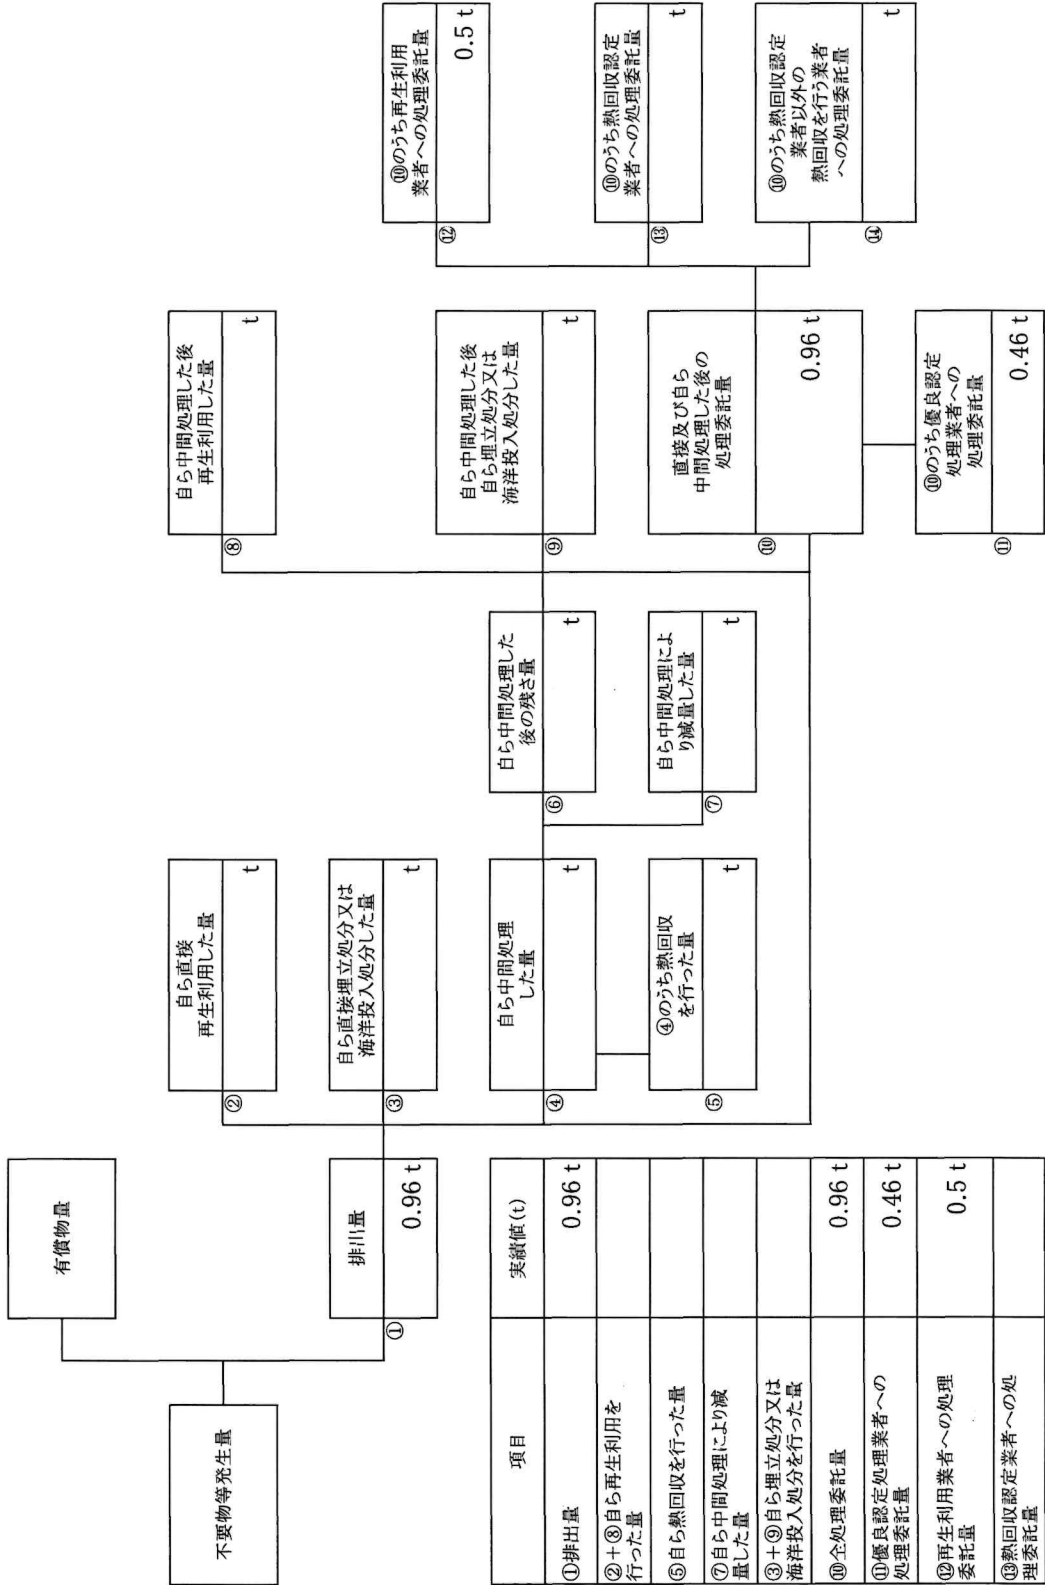 不要物等発生量
有償物量
排出量
①
0.96 t
自ら直接
再生利用した量
②
t
自ら直接埋立処分又は
海洋投入処分した量
③
t
自ら中間処理
した量
④
t
④のうち熱回収
を行った量
⑤
t
自ら中間処理した
後の残さ量
⑥
t
自ら中間処理によ
り減量した量
⑦
t
自ら中間処理した後
再生利用した量
⑧
t
自ら中間処理した後
自ら埋立処分又は
海洋投入処分した量
⑨
t
直接及び自ら
中間処理した後の
処理委託量
⑩
0.96 t
⑩のうち優良認定
処理業者への
処理委託量
⑪
0.46 t
⑩のうち再生利用
業者への処理委託量
⑫
0.5 t
⑩のうち熱回収認定
業者への処理委託量
⑬
t
⑩のうち熱回収認定
業者以外の
熱回収を行う業者
への処理委託量
⑭
t
項目 実績値(t)
①排出量 0.96 t
②+⑧自ら再生利用を
行った量
⑤自ら熱回収を行った量
⑦自ら中間処理により減
量した量
③+⑨自ら埋立処分又は
海洋投入処分を行った量
⑩全処理委託量 0.96 t
⑪優良認定処理業者への
処理委託量 0.46 t
⑫再生利用業者への処理
委託量 0.5 t
⑬熱回収認定業者への処
理委託量